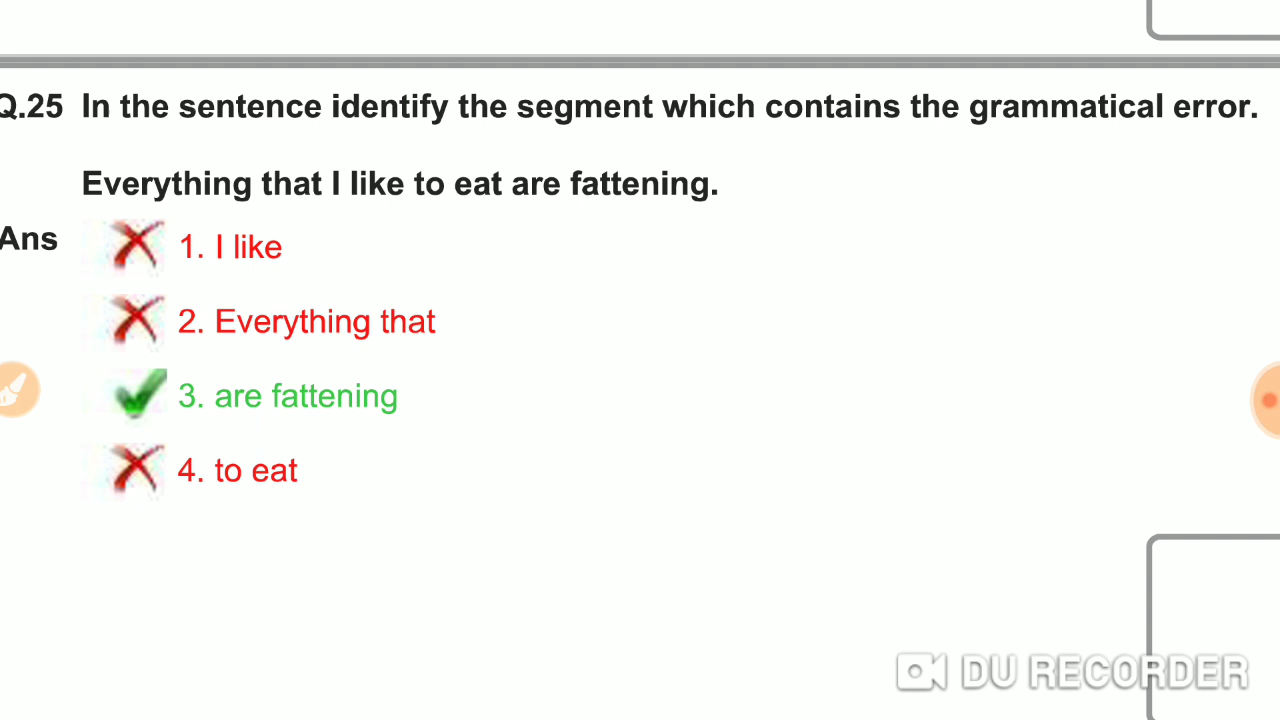 Q.25 In the sentence identify the segment which contains the grammatical error.
Everything that I like to eat are fattening.
Ans 1. I like
2. Everything that
3. are fattening
4. to eat
DU RECORDER